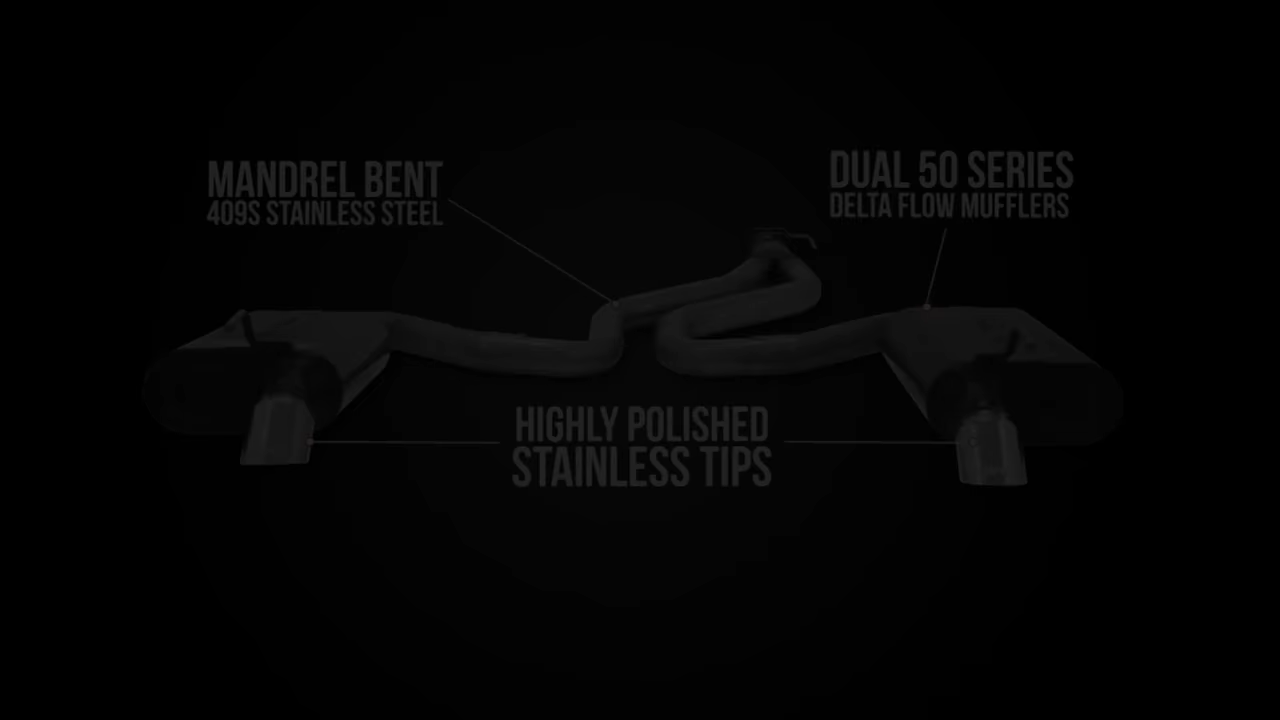 MANDREL BENT
409S STAINLESS STEEL
DUAL 50 SERIES
DELTA FLOW MUFFLERS
HIGHLY POLISHED
STAINLESS TIPS